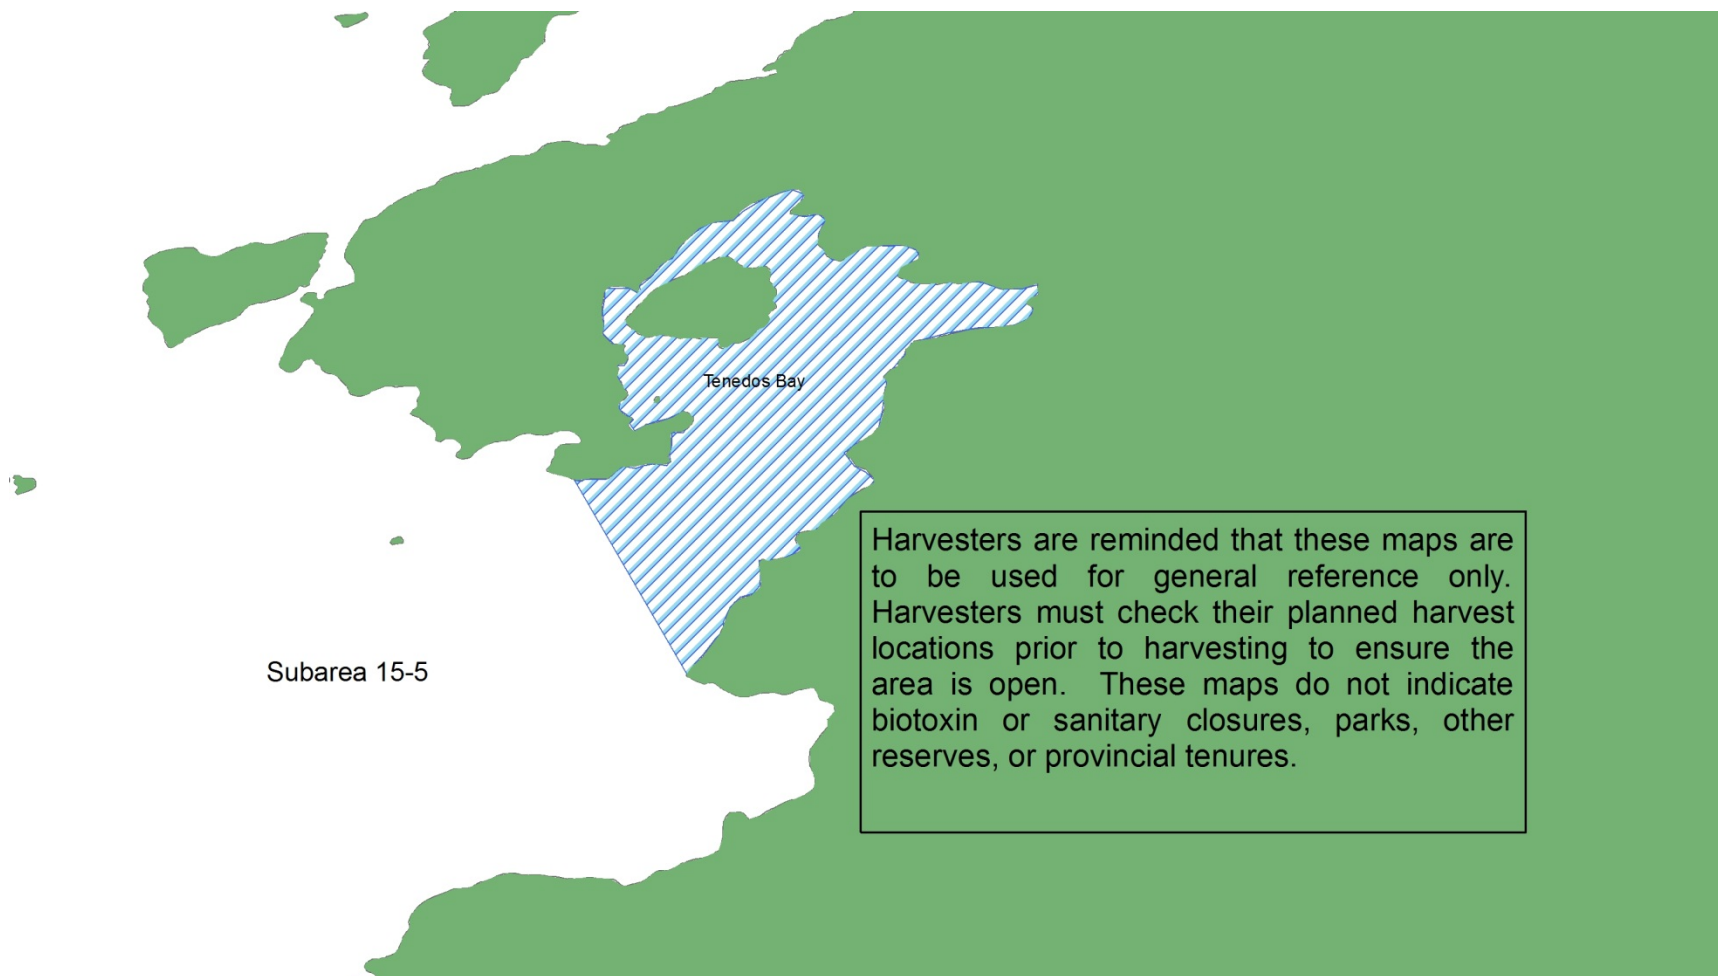 Tenedos Bay
Harvesters are reminded that these maps are
to be used for general reference only.
Harvesters must check their planned harvest
locations prior to harvesting to ensure the
area is open. These maps do not indicate
biotoxin or sanitary closures, parks, other
reserves, or provincial tenures.
Subarea 15-5